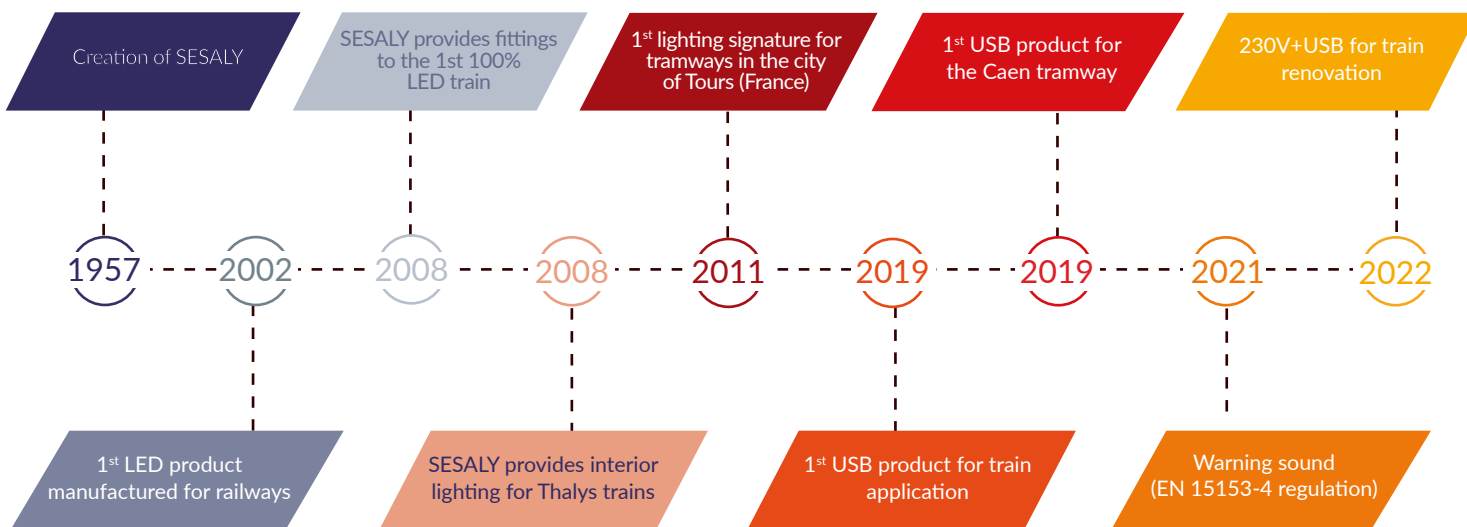 Creation of SESALY
SESALY provides fittings
to the 1st 100%
LED train
1st lighting signature for
tramways in the city
of Tours (France)
1st USB product for
the Caen tramway
230V+USB for train
renovation
1957
2002
2008
2008
2011
2019
2019
2021
2022
1st LED product
manufactured for railways
SESALY provides interior
lighting for Thalys trains
1st USB product for train
application
Warning sound
(EN 15153-4 regulation)